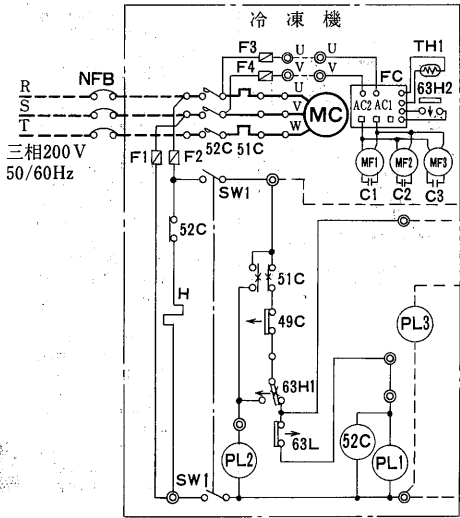 冷凍機
F3 U U
F4 V V
TH1
FC
63H2
NFB
R
S
T
U
V
W
MC
AC2 AC1
52C 51C
三相200V
50/60Hz
F1 F2
MF1 MF2 MF3
C1 C2 C3
SW1
52C
51C
H
49C
PL3
63H1
63L
52C
PL2
PL1
SW1